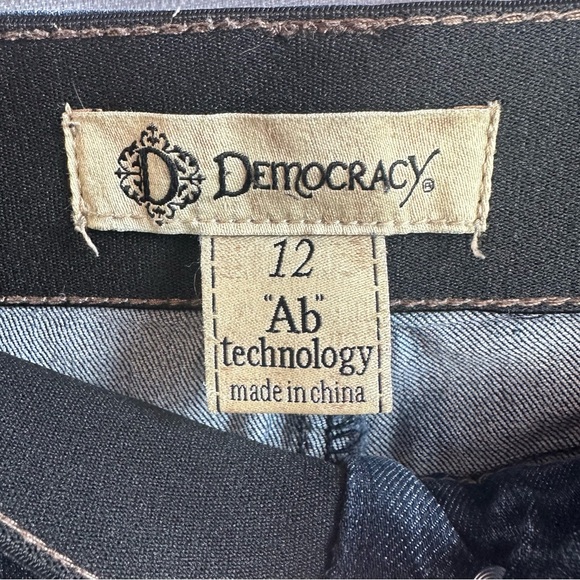 D DEMOCRACY®
12
"Ab"
technology
made in china